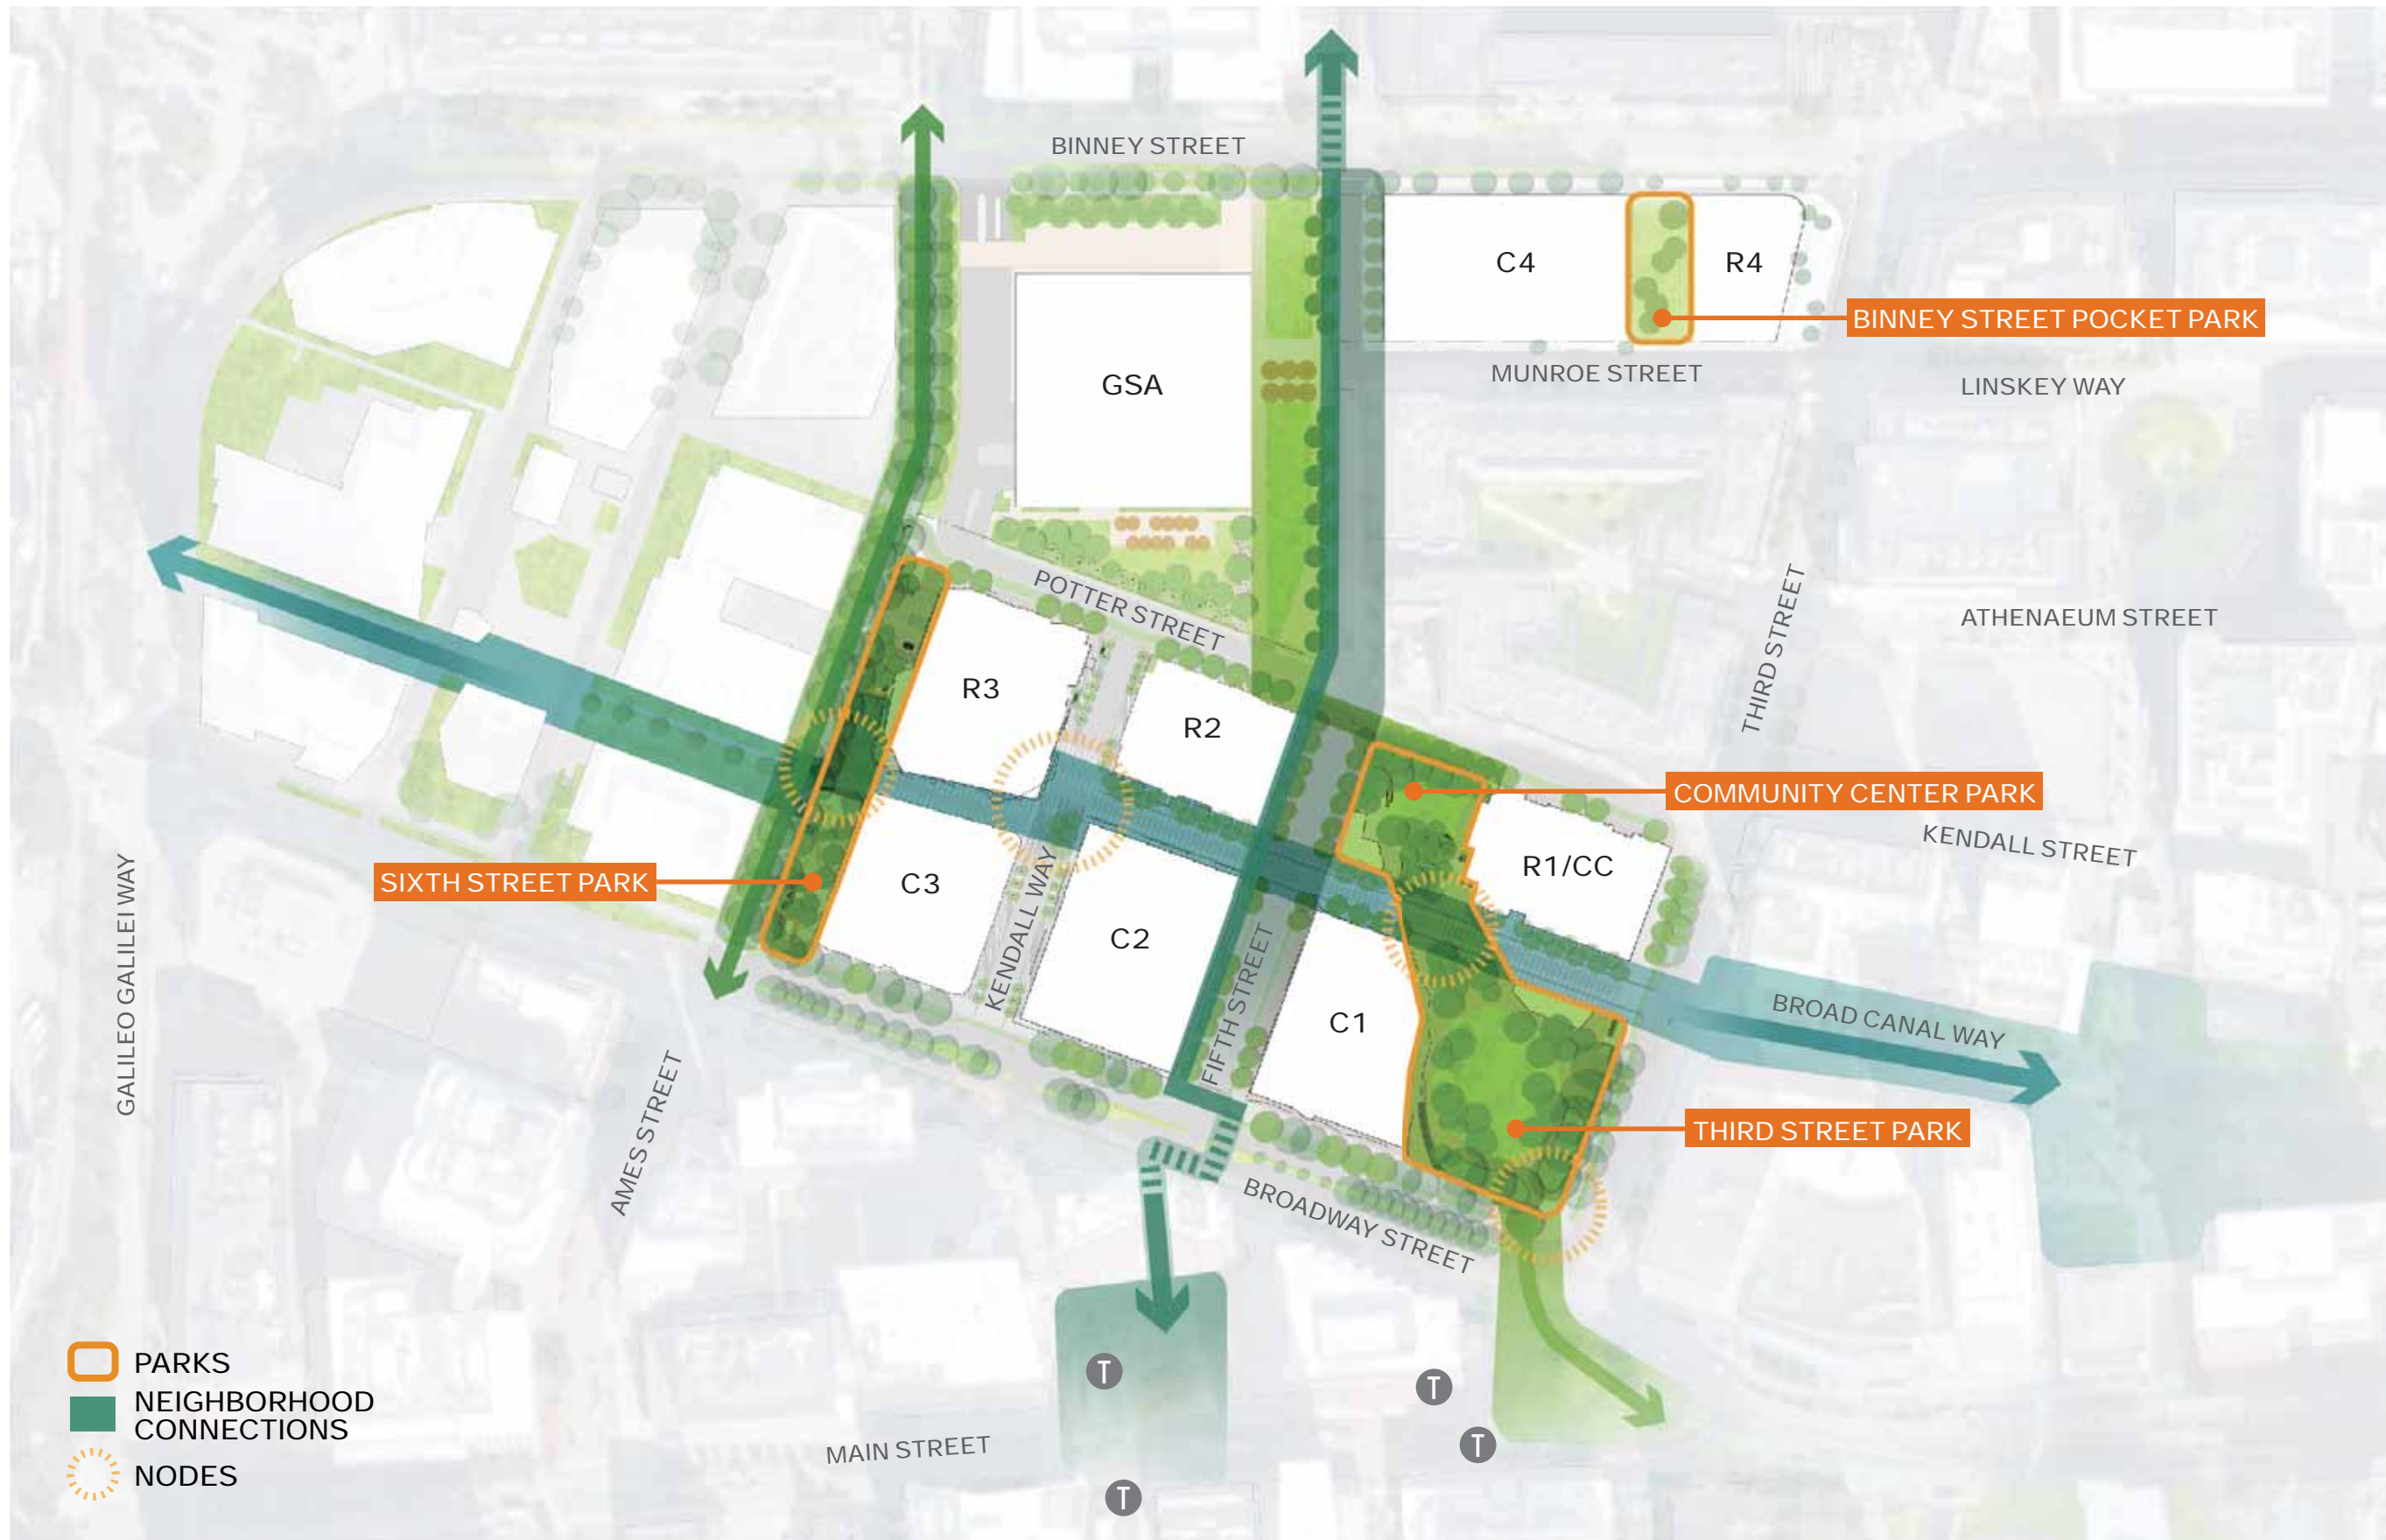 BINNEY STREET
C4
R4
BINNEY STREET POCKET PARK
MUNROE STREET
LINSKEY WAY
GSA
POTTER STREET
THIRD STREET
ATHENAEUM STREET
R3
R2
COMMUNITY CENTER PARK
KENDALL STREET
R1/CC
SIXTH STREET PARK
C3
KENDALL WAY
C2
FIFTH STREET
C1
BROAD CANAL WAY
GALILEO GALILEI WAY
AMES STREET
THIRD STREET PARK
BROADWAY STREET
T
T
T
T
MAIN STREET
PARKS
NEIGHBORHOOD
CONNECTIONS
NODES